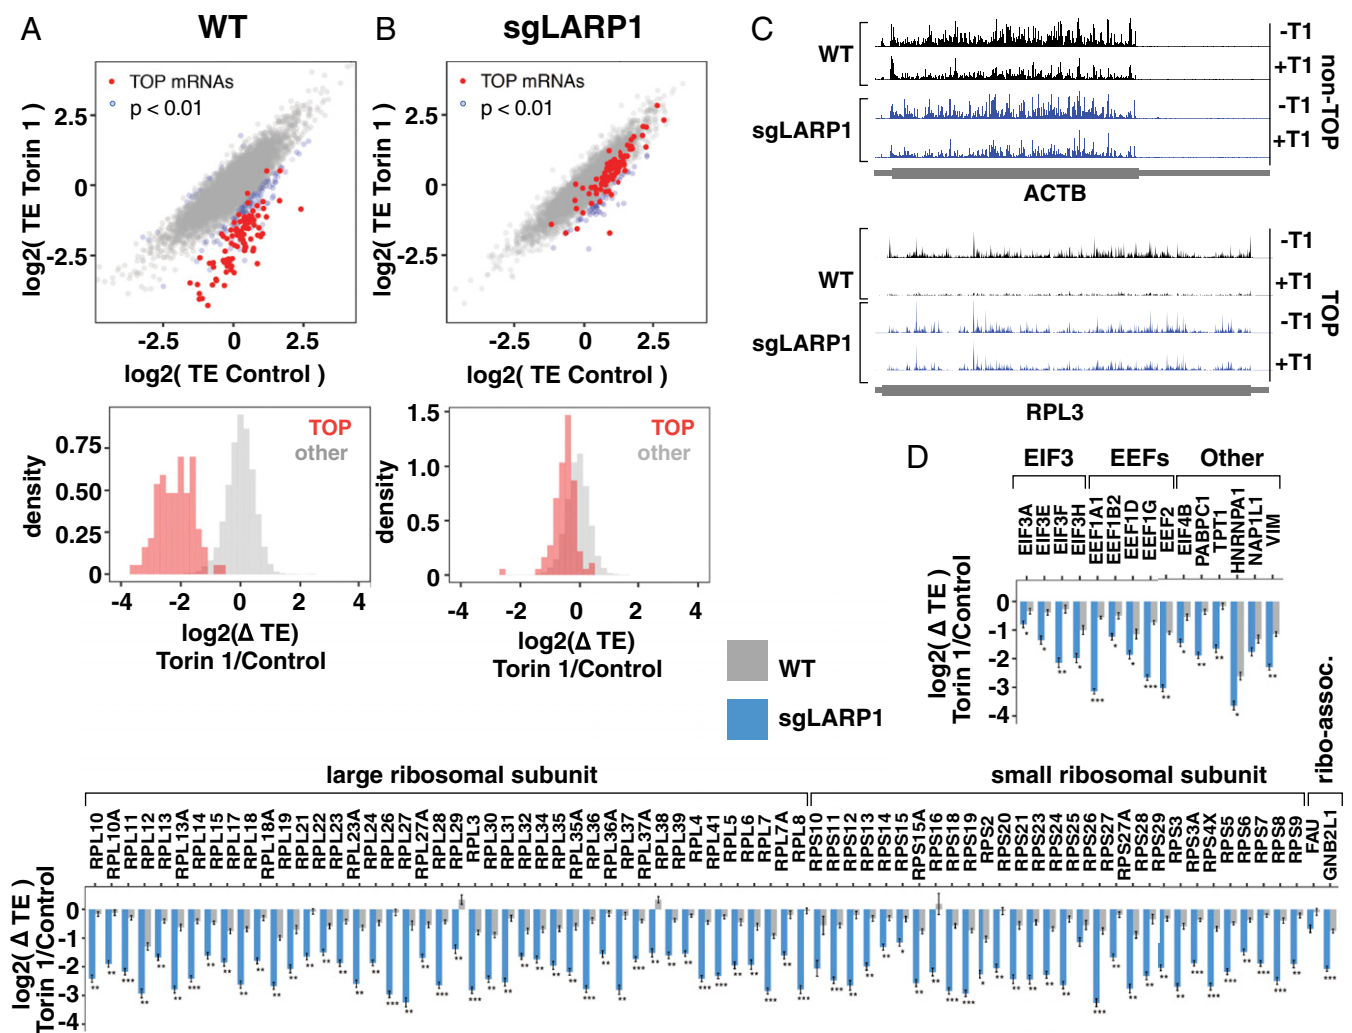 A
WT
TOP mRNAs
p < 0.01
log2( TE Torin 1 )
2.5
0
-2.5
-2.5
0
2.5
log2( TE Control )
B
sgLARP1
TOP mRNAs
p < 0.01
log2( TE Torin 1 )
2.5
0
-2.5
-2.5
0
2.5
log2( TE Control )
density
0.75
0.50
0.25
0
TOP
other
-4
-2
0
2
4
log2(Δ TE)
Torin 1/Control
density
1.5
1.0
0.5
0
TOP
other
-4
-2
0
2
4
log2(Δ TE)
Torin 1/Control
C
WT
-T1
+T1
sgLARP1
-T1
+T1
non-TOP
ACTB
WT
-T1
+T1
sgLARP1
-T1
+T1
TOP
RPL3
WT
sgLARP1
D
EIF3
EEFs
Other
EIF3A
EIF3E
EIF3F
EIF3H
EEF1A1
EEF1B2
EEF1D
EEF1G
EEF2
EIF4B
PABPC1
TPT1
HNRNPA1
NAP1L1
VIM
log2( Δ TE )
Torin 1/Control
0
-1
-2
-3
-4
large ribosomal subunit
small ribosomal subunit
ribo-assoc.
RPL10
RPL10A
RPL11
RPL12
RPL13
RPL13A
RPL14
RPL15
RPL17
RPL18
RPL18A
RPL19
RPL21
RPL22
RPL23
RPL23A
RPL24
RPL26
RPL27
RPL27A
RPL28
RPL29
RPL3
RPL30
RPL31
RPL32
RPL34
RPL35
RPL35A
RPL36
RPL36A
RPL37
RPL37A
RPL38
RPL39
RPL4
RPL41
RPL5
RPL6
RPL7
RPL7A
RPL8
RPS10
RPS11
RPS12
RPS13
RPS14
RPS15
RPS15A
RPS16
RPS18
RPS19
RPS2
RPS20
RPS21
RPS23
RPS24
RPS25
RPS26
RPS27
RPS27A
RPS28
RPS29
RPS3
RPS3A
RPS4X
RPS5
RPS6
RPS7
RPS8
RPS9
FAU
GNB2L1
log2( Δ TE )
Torin 1/Control
0
-1
-2
-3
-4